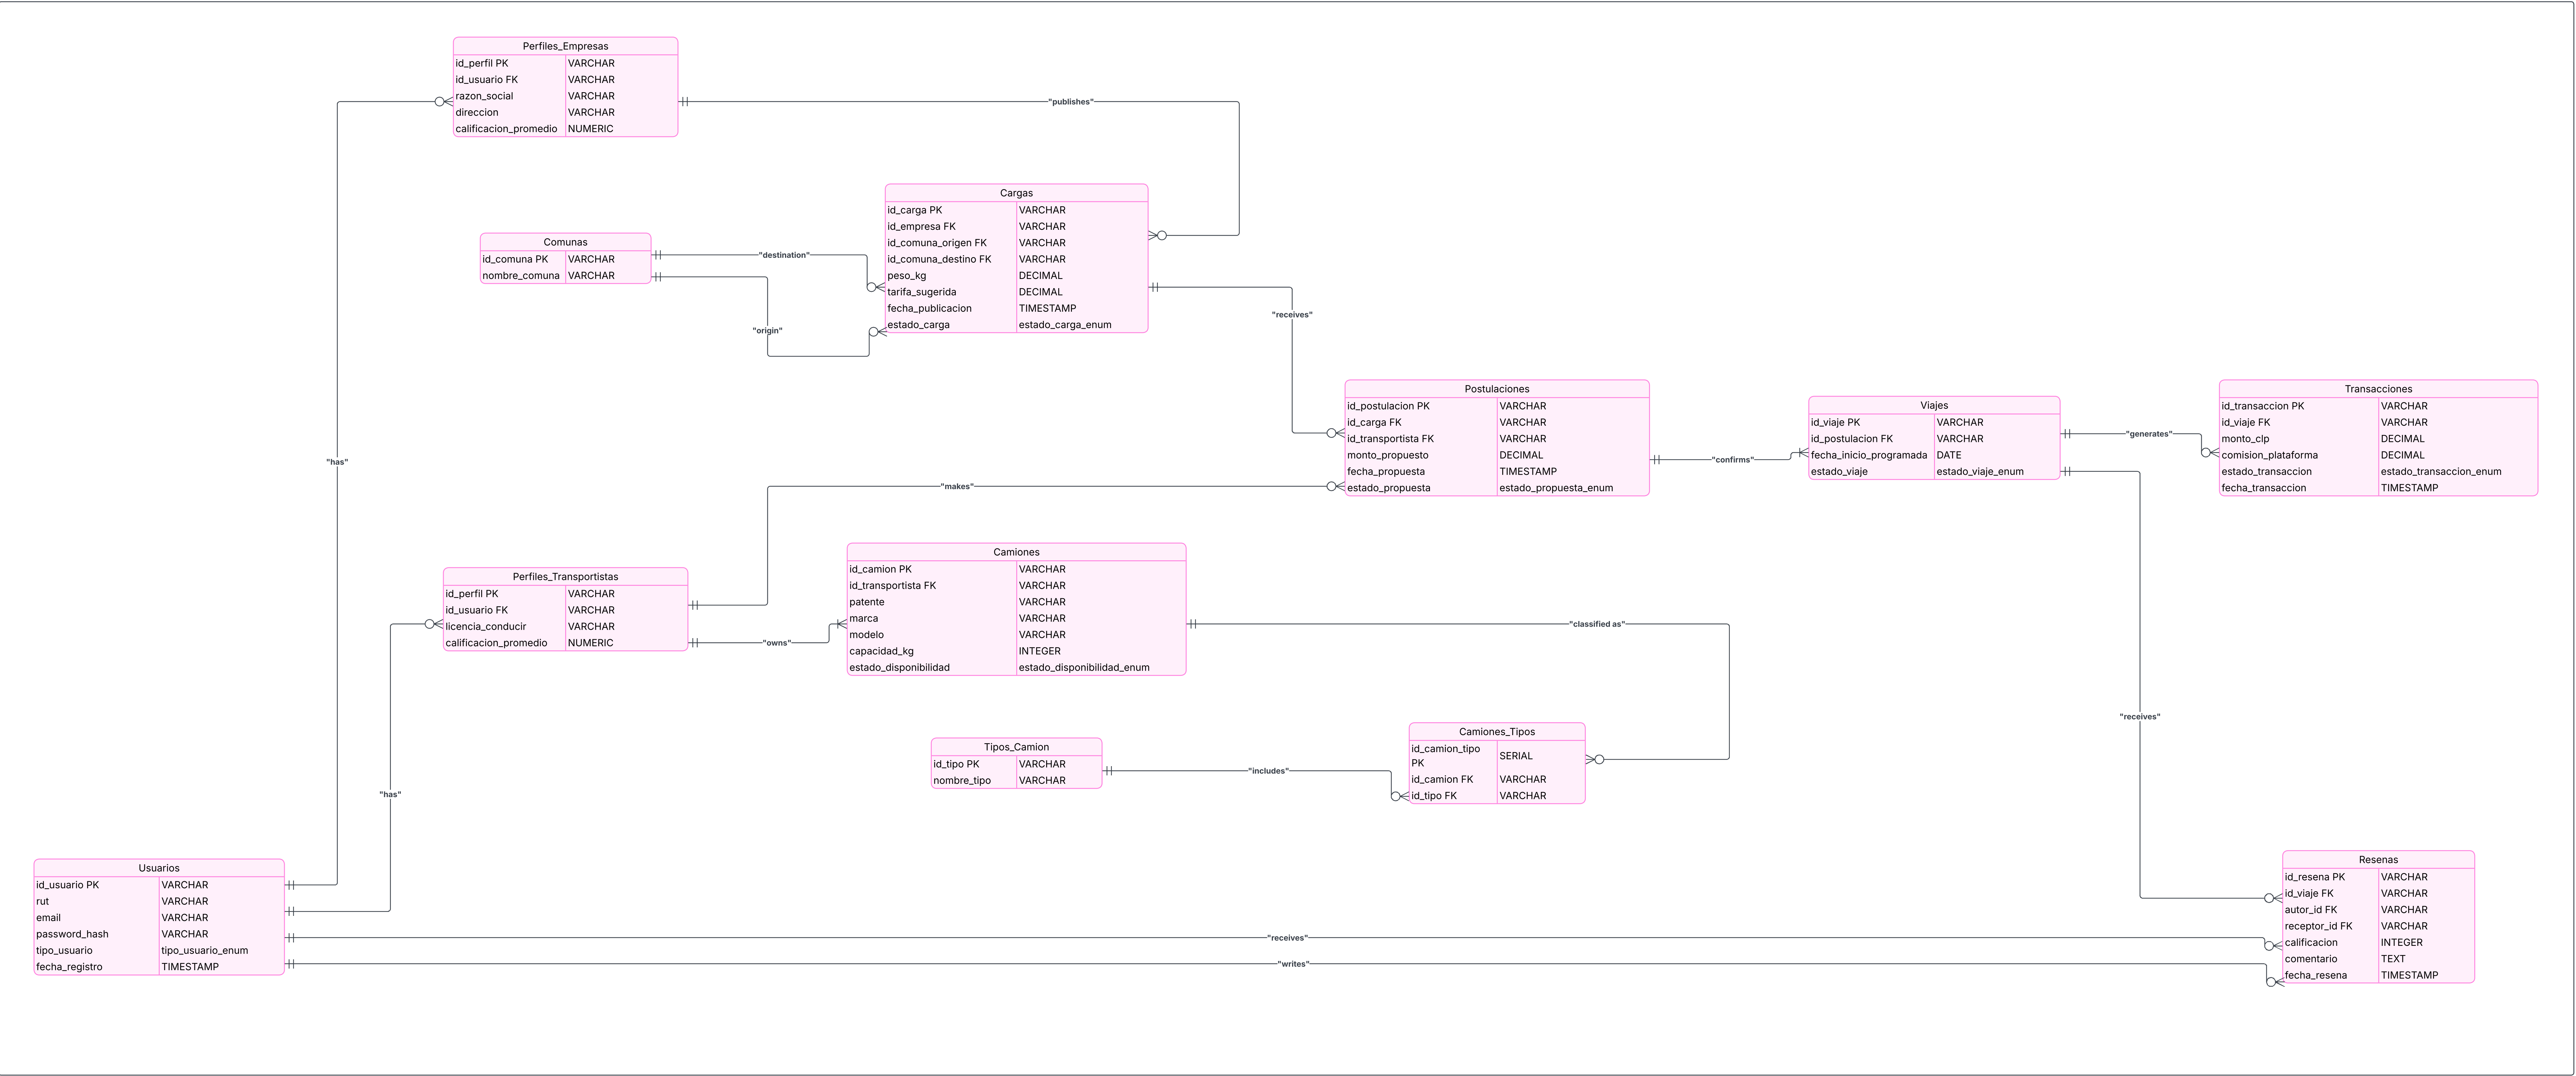 Perfiles_Empresas
id_perfil PK VARCHAR
id_usuario FK VARCHAR
razon_social VARCHAR
direccion VARCHAR
calificacion_promedio NUMERIC
"publishes"
Cargas
id_carga PK VARCHAR
id_empresa FK VARCHAR
id_comuna_origen FK VARCHAR
id_comuna_destino FK VARCHAR
peso_kg DECIMAL
tarifa_sugerida DECIMAL
fecha_publicacion TIMESTAMP
estado_carga estado_carga_enum
Comunas
id_comuna PK VARCHAR
nombre_comuna VARCHAR
"destination"
"origin"
"receives"
Postulaciones
id_postulacion PK VARCHAR
id_carga FK VARCHAR
id_transportista FK VARCHAR
monto_propuesto DECIMAL
fecha_propuesta TIMESTAMP
estado_propuesta estado_propuesta_enum
"confirms"
Viajes
id_viaje PK VARCHAR
id_postulacion FK VARCHAR
fecha_inicio_programada DATE
estado_viaje estado_viaje_enum
"generates"
Transacciones
id_transaccion PK VARCHAR
id_viaje FK VARCHAR
monto_clp DECIMAL
comision_plataforma DECIMAL
estado_transaccion estado_transaccion_enum
fecha_transaccion TIMESTAMP
"has"
"makes"
Perfiles_Transportistas
id_perfil PK VARCHAR
id_usuario FK VARCHAR
licencia_conducir VARCHAR
calificacion_promedio NUMERIC
"owns"
Camiones
id_camion PK VARCHAR
id_transportista FK VARCHAR
patente VARCHAR
marca VARCHAR
modelo VARCHAR
capacidad_kg INTEGER
estado_disponibilidad estado_disponibilidad_enum
"classified as"
"receives"
Tipos_Camion
id_tipo PK VARCHAR
nombre_tipo VARCHAR
"includes"
Camiones_Tipos
id_camion_tipo
PK SERIAL
id_camion FK VARCHAR
id_tipo FK VARCHAR
"has"
Usuarios
id_usuario PK VARCHAR
rut VARCHAR
email VARCHAR
password_hash VARCHAR
tipo_usuario tipo_usuario_enum
fecha_registro TIMESTAMP
"receives"
"writes"
Resenas
id_resena PK VARCHAR
id_viaje FK VARCHAR
autor_id FK VARCHAR
receptor_id FK VARCHAR
calificacion INTEGER
comentario TEXT
fecha_resena TIMESTAMP